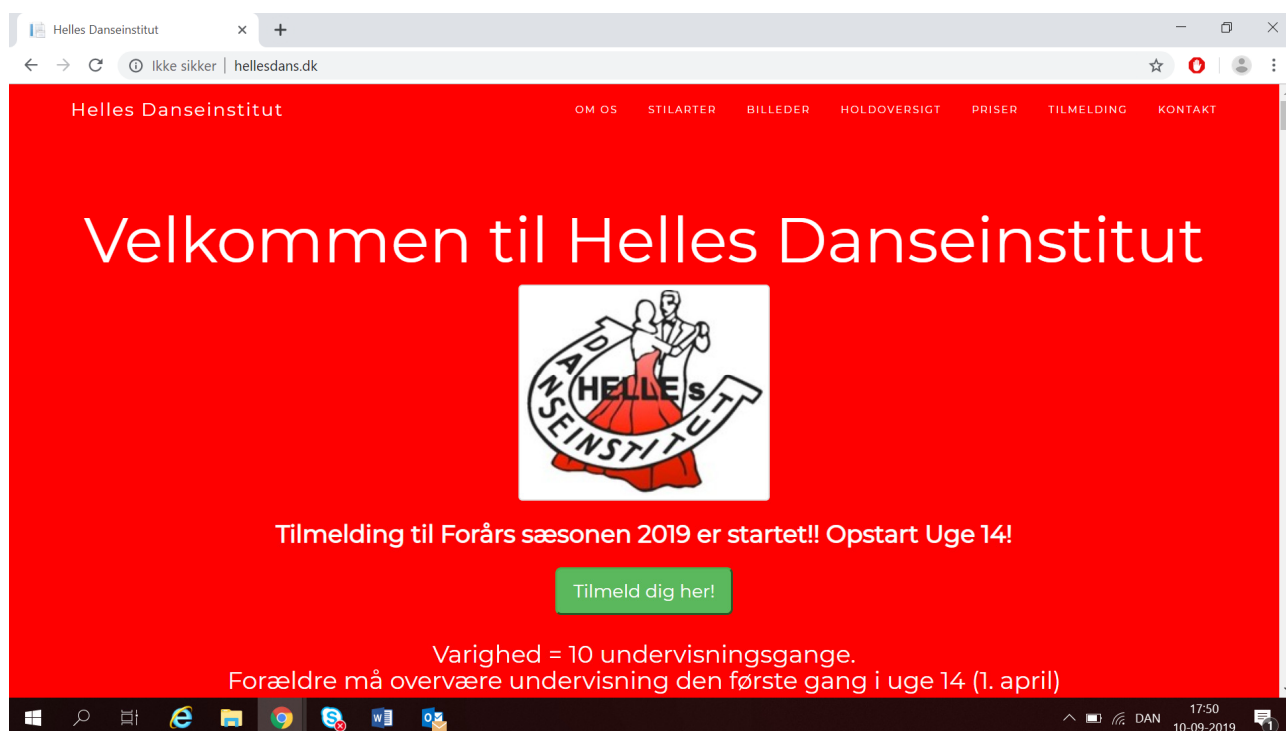 Helles Danseinstitut
Ikke sikker | hellesdans.dk
Helles Danseinstitut
OM OS STILARTER BILLEDER HOLDOVERSIGT PRISER TILMELDING KONTAKT
Velkommen til Helles Danseinstitut
HELLEs
DANSEINSTITUT
Tilmelding til Forårs sæsonen 2019 er startet!! Opstart Uge 14!
Tilmeld dig her!
Varighed = 10 undervisningsgange.
Forældre må overvære undervisning den første gang i uge 14 (1. april)
DAN
17:50
10-09-2019
1